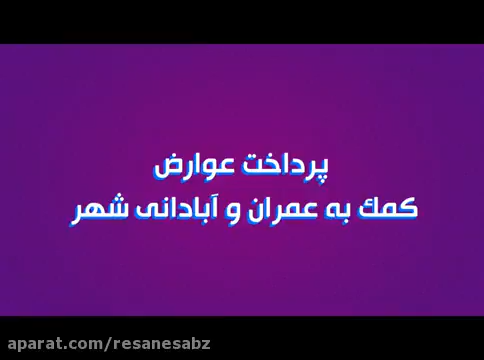 پرداخت عوارض
كمك به عمران و آبادانی شهر
aparat.com/resanesabz